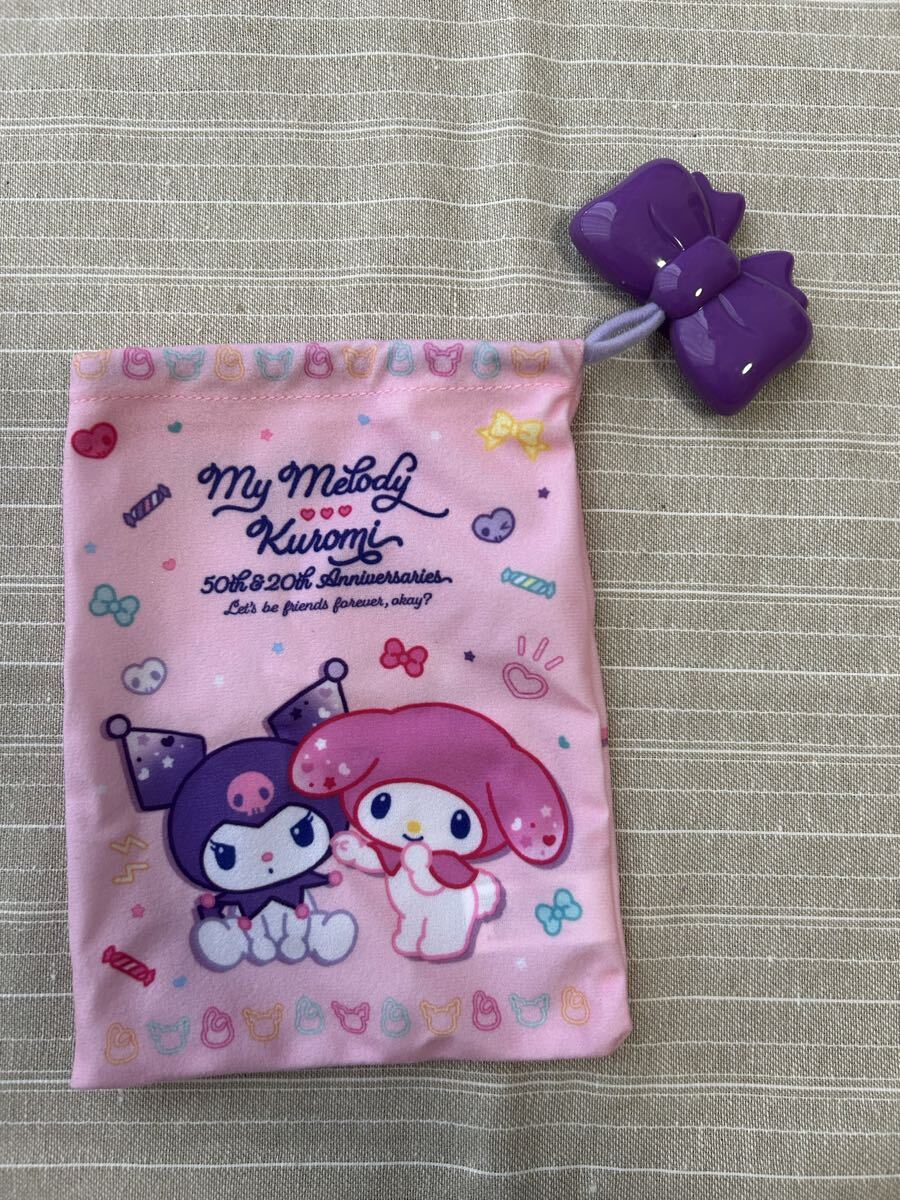 My Melody
Kuromi
50th & 20th Anniversaries
Let's be friends forever, okay?